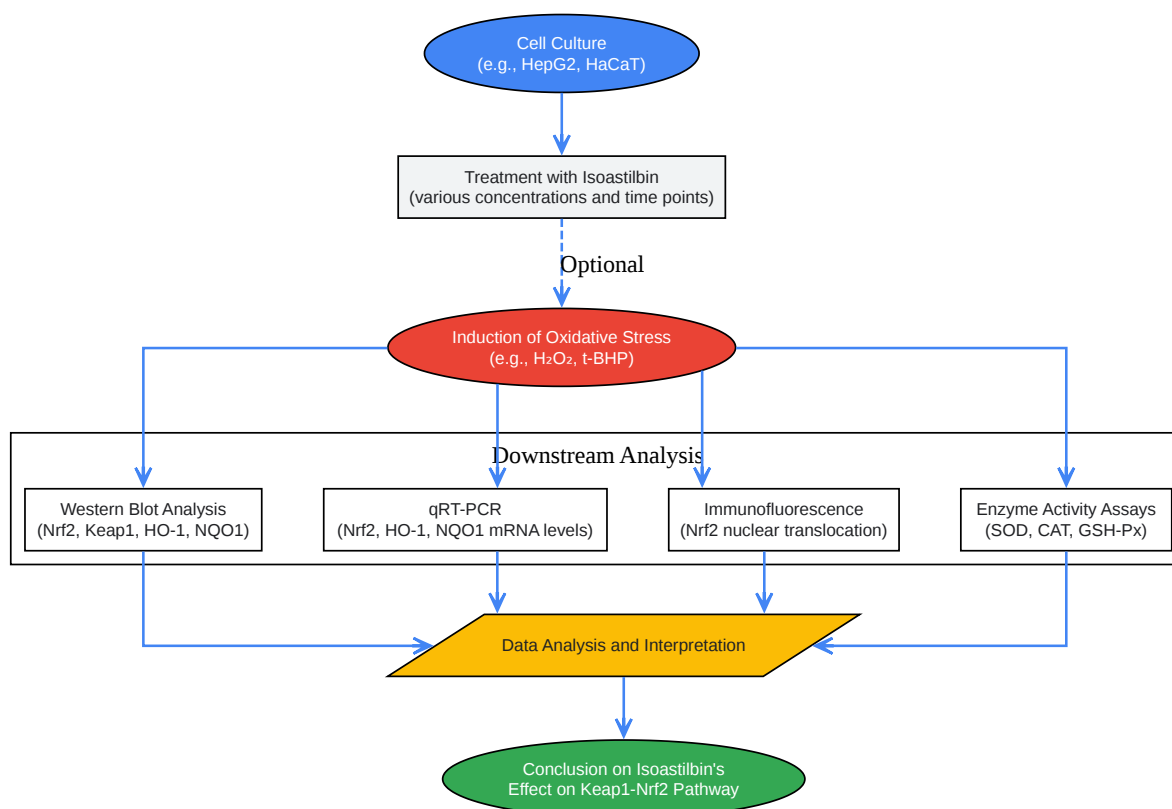 Cell Culture
(e.g., HepG2, HaCaT)
Treatment with Isoastilbin
(various concentrations and time points)
Optional
Induction of Oxidative Stress
(e.g., H₂O₂, t-BHP)
Downstream Analysis
Western Blot Analysis
(Nrf2, Keap1, HO-1, NQO1)
qRT-PCR
(Nrf2, HO-1, NQO1 mRNA levels)
Immunofluorescence
(Nrf2 nuclear translocation)
Enzyme Activity Assays
(SOD, CAT, GSH-Px)
Data Analysis and Interpretation
Conclusion on Isoastilbin's
Effect on Keap1-Nrf2 Pathway